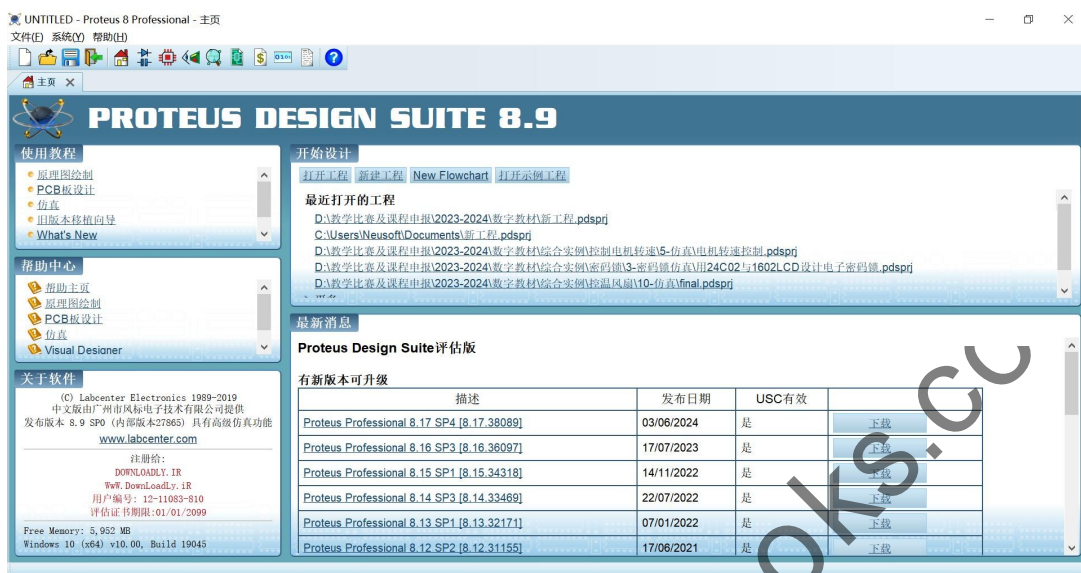 UNTITLED - Proteus 8 Professional - 主页
文件(F) 系统(Y) 帮助(H)
主页
PROTEUS DESIGN SUITE 8.9
使用教程
原理图绘制
PCB板设计
仿真
旧版本移植向导
What's New
帮助中心
帮助主页
原理图绘制
PCB板设计
仿真
Visual Designer
关于软件
(C) Labcenter Electronics 1989-2019
中文版由广州市风标电子技术有限公司提供
发布版本 8.9 SP0 (内部版本27865) 具有高级仿真功能
www.labcenter.com
注册给:
DOWNLOADLY.IR
WwW.DownLoadLy.iR
用户编号: 12-11083-810
评估证书期限:01/01/2099
Free Memory: 5,952 MB
Windows 10 (x64) v10.00, Build 19045
开始设计
打开工程 新建工程 New Flowchart 打开示例工程
最近打开的工程
D:\教学比赛及课程申报\2023-2024\数字教材\新工程.pdsprj
C:\Users\Neusoft\Documents\新工程.pdsprj
D:\教学比赛及课程申报\2023-2024\数字教材\综合实例\控制电机转速\5-仿真\电机转速控制.pdsprj
D:\教学比赛及课程申报\2023-2024\数字教材\综合实例\密码锁\3-密码锁仿真\用24C02与1602LCD设计电子密码锁.pdsprj
D:\教学比赛及课程申报\2023-2024\数字教材\综合实例\控温风扇\10-仿真\final.pdsprj
最新消息
Proteus Design Suite评估版
有新版本可升级
描述 发布日期 USC有效
Proteus Professional 8.17 SP4 [8.17.38089] 03/06/2024 是 下载
Proteus Professional 8.16 SP3 [8.16.36097] 17/07/2023 是 下载
Proteus Professional 8.15 SP1 [8.15.34318] 14/11/2022 是 下载
Proteus Professional 8.14 SP3 [8.14.33469] 22/07/2022 是 下载
Proteus Professional 8.13 SP1 [8.13.32171] 07/01/2022 是 下载
Proteus Professional 8.12 SP2 [8.12.31155] 17/06/2021 是 下载